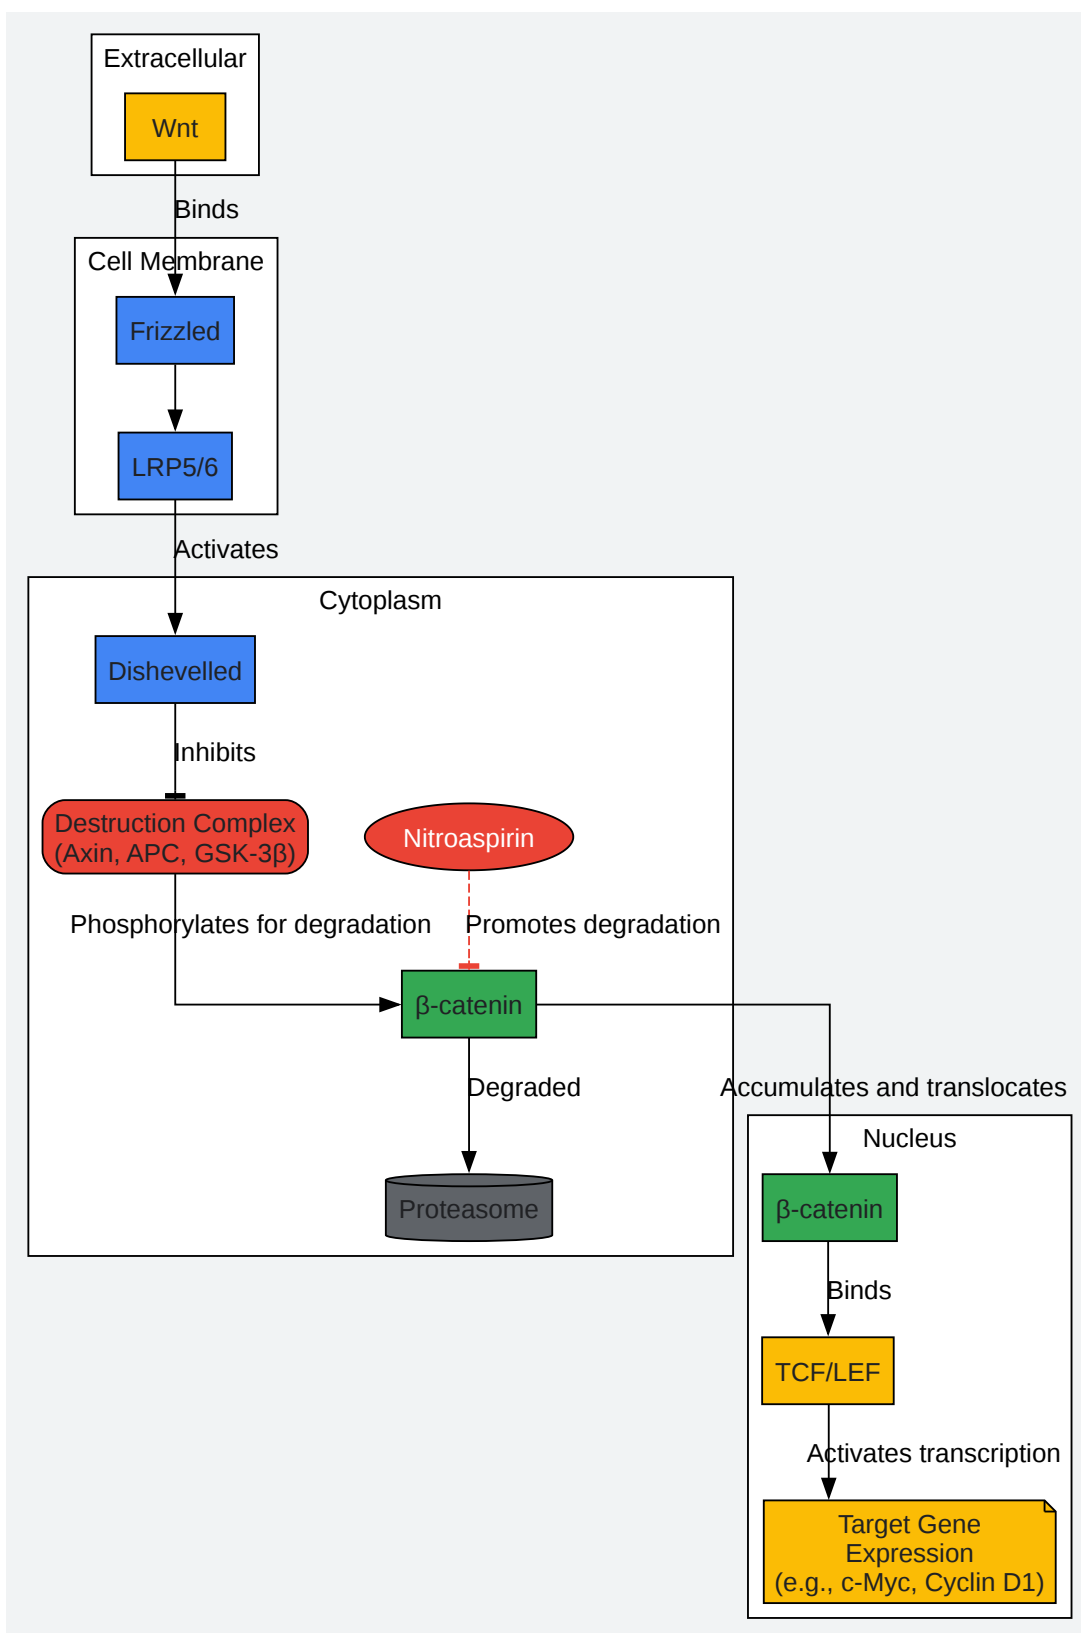 Extracellular
Wnt
Binds
Cell Membrane
Frizzled
LRP5/6
Activates
Cytoplasm
Dishevelled
Inhibits
Destruction Complex
(Axin, APC, GSK-3β)
Nitroaspirin
Phosphorylates for degradation
Promotes degradation
β-catenin
Degraded
Accumulates and translocates
Proteasome
Nucleus
β-catenin
Binds
TCF/LEF
Activates transcription
Target Gene
Expression
(e.g., c-Myc, Cyclin D1)